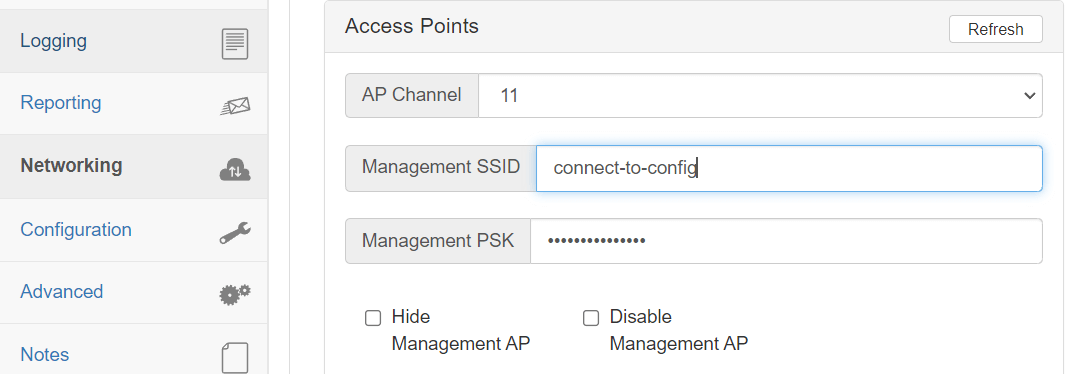 Logging
Reporting
Networking
Configuration
Advanced
Notes
Access Points
Refresh
AP Channel
11
Management SSID
connect-to-config
Management PSK
•••••••••••••••
Hide
Management AP
Disable
Management AP